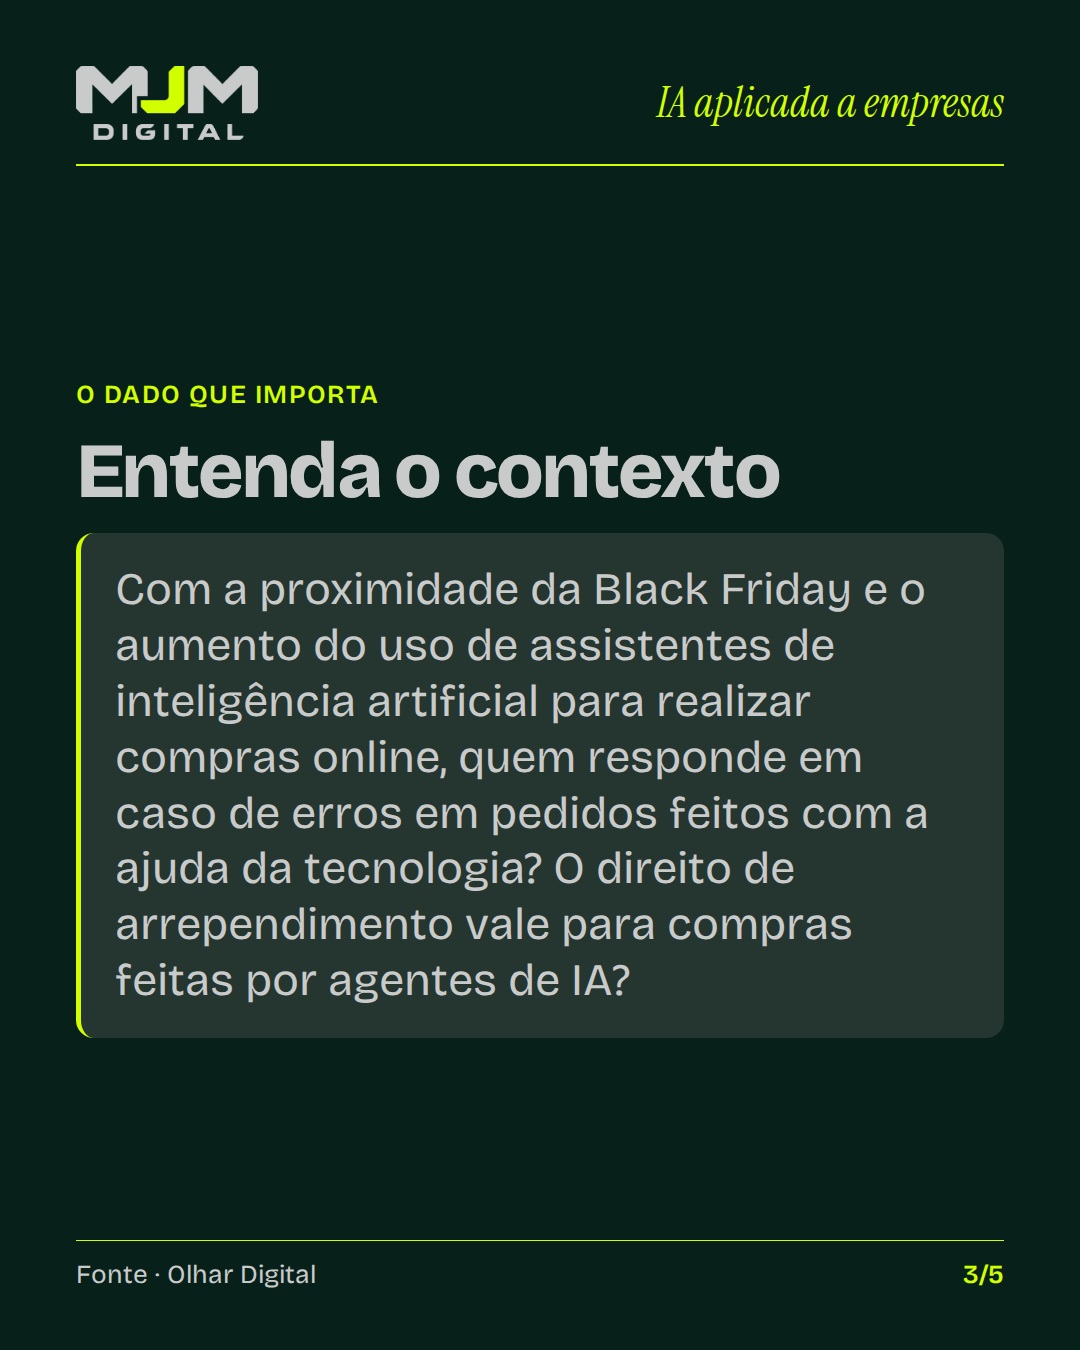 MJM
DIGITAL
IA aplicada a empresas
O DADO QUE IMPORTA
Entenda o contexto
Com a proximidade da Black Friday e o
aumento do uso de assistentes de
inteligência artificial para realizar
compras online, quem responde em
caso de erros em pedidos feitos com a
ajuda da tecnologia? O direito de
arrependimento vale para compras
feitas por agentes de IA?
Fonte · Olhar Digital
3/5